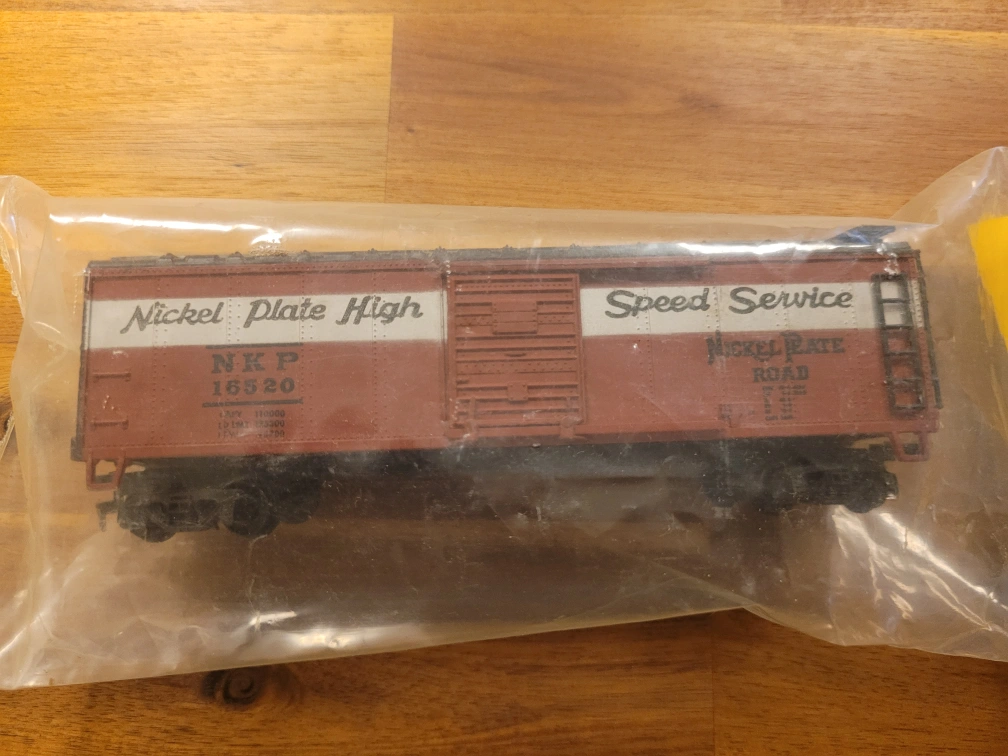 Nickel Plate High Speed Service
NKP
16520
NICKEL PLATE
ROAD